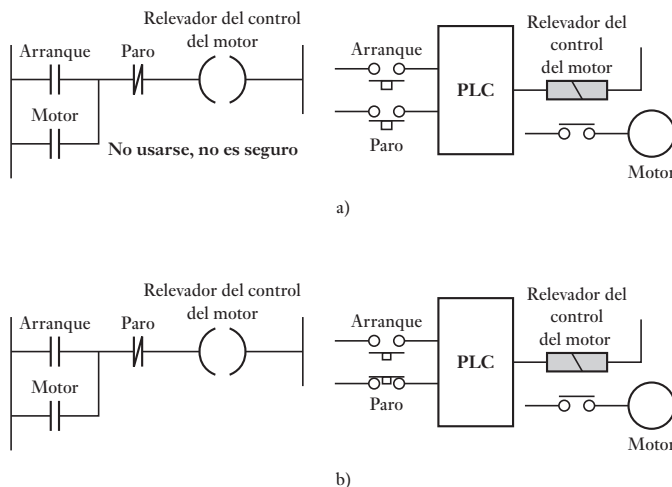 Relevador del control
del motor
Arranque
Paro
Motor
No usarse, no es seguro
Arranque
Paro
PLC
Relevador del
control
del motor
Motor
a)
Relevador del control
del motor
Arranque
Paro
Motor
Arranque
Paro
PLC
Relevador del
control
del motor
Motor
b)